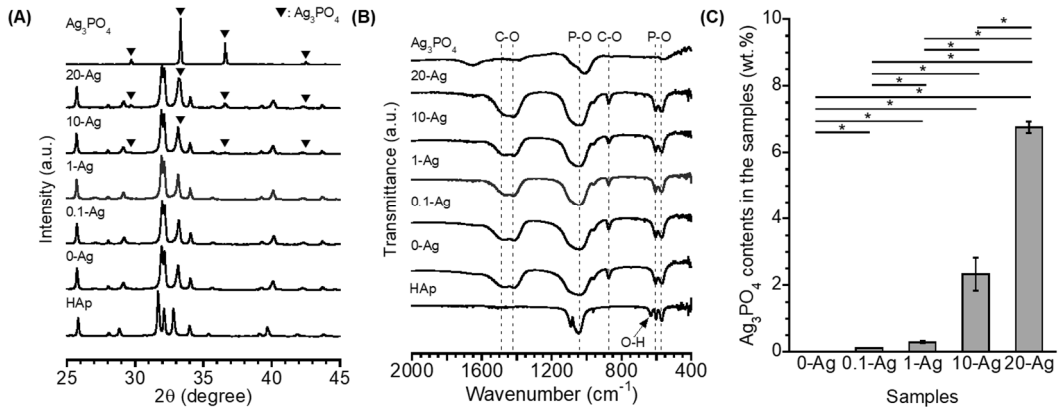 (A)
▼: Ag₃PO₄
Ag₃PO₄
20-Ag
10-Ag
1-Ag
0.1-Ag
0-Ag
HAp
Intensity (a.u.)
25 30 35 40 45
2θ (degree)
(B)
C-O P-O C-O P-O
Ag₃PO₄
20-Ag
10-Ag
1-Ag
0.1-Ag
0-Ag
HAp
O-H
Transmittance (a.u.)
2000 1600 1200 800 400
Wavenumber (cm⁻¹)
(C)
Ag₃PO₄ contents in the samples (wt.%)
10
8
6
4
2
0
*
*
*
*
*
*
*
*
*
*
0-Ag 0.1-Ag 1-Ag 10-Ag 20-Ag
Samples